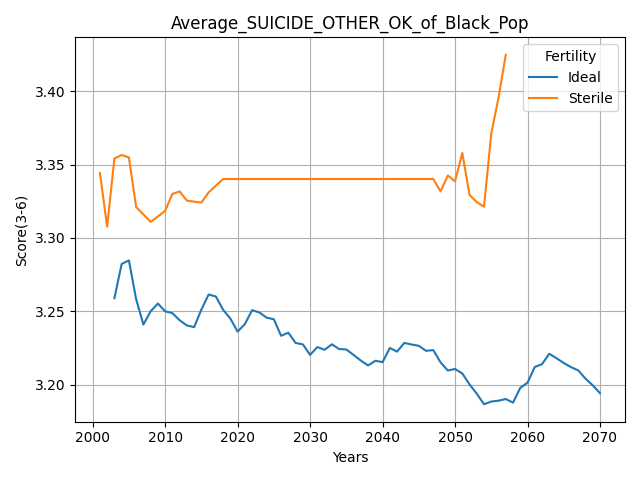 Average_SUICIDE_OTHER_OK_of_Black_Pop
Fertility
Ideal
Sterile
3.40
3.35
3.30
3.25
3.20
Score(3-6)
2000 2010 2020 2030 2040 2050 2060 2070
Years